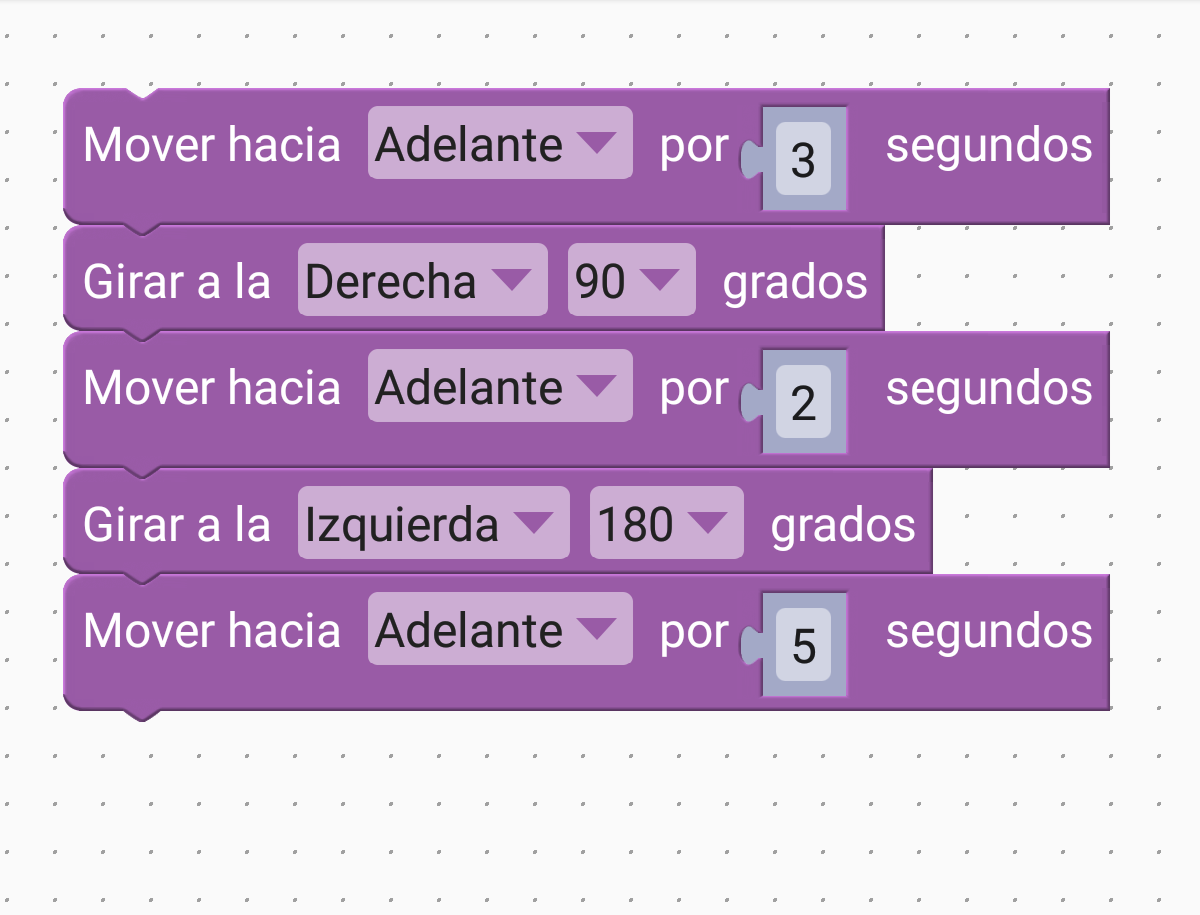 Mover hacia Adelante por 3 segundos
Girar a la Derecha 90 grados
Mover hacia Adelante por 2 segundos
Girar a la Izquierda 180 grados
Mover hacia Adelante por 5 segundos